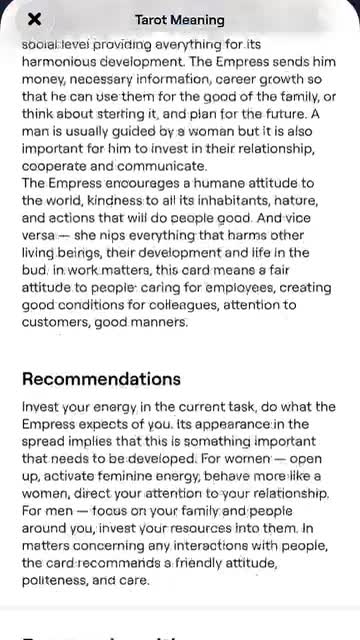 Tarot Meaning
social level providing everything for its
harmonious development. The Empress sends him
money, necessary information, career growth so
that he can use them for the good of the family, or
think about starting it, and plan for the future. A
man is usually guided by a woman but it is also
important for him to invest in their relationship,
cooperate and communicate.
The Empress encourages a humane attitude to
the world, kindness to all its inhabitants, nature,
and actions that will do people good. And vice
versa — she nips everything that harms other
living beings, their development and life in the
bud. in work matters, this card means a fair
attitude to people: caring for employees, creating
good conditions for colleagues, attention to
customers, good manners.
Recommendations
Invest your energy in the current task, do what the
Empress expects of you. Its appearance in the
spread implies that this is something important
that needs to be developed. For women — open
up, activate feminine energy, behave more like a
woman, direct your attention to your relationship.
For men — focus on your family and people
around you, invest your resources into them. In
matters concerning any interactions with people,
the card recommends a friendly attitude,
politeness, and care.